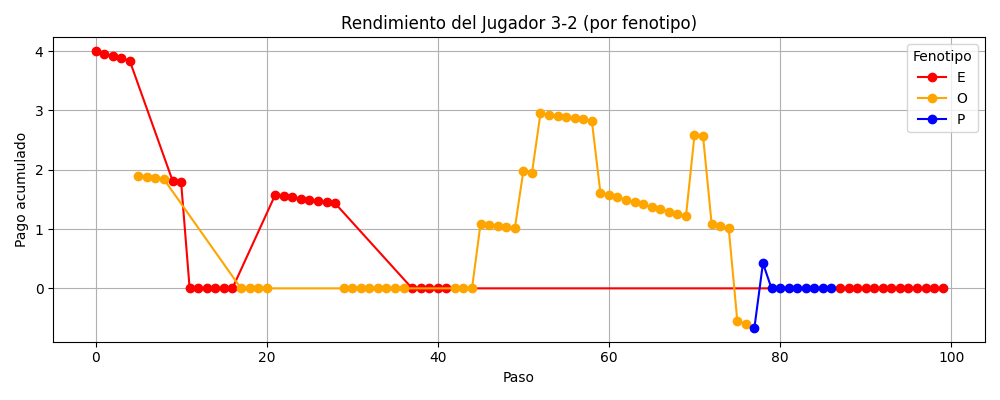 Rendimiento del Jugador 3-2 (por fenotipo)
Pago acumulado
4
3
2
1
0
Fenotipo
E
O
P
0 20 40 60 80 100
Paso